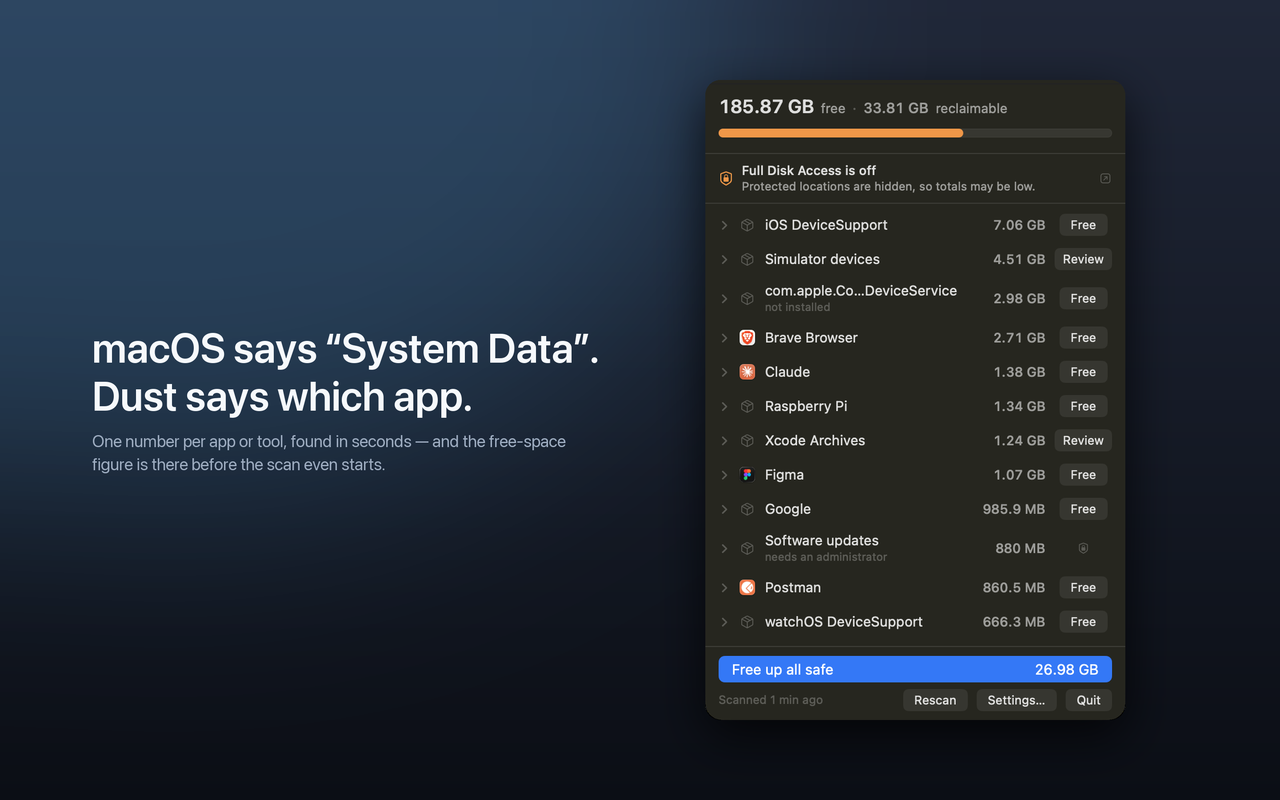 macOS says “System Data”.
Dust says which app.
One number per app or tool, found in seconds — and the free-space
figure is there before the scan even starts.
185.87 GB free · 33.81 GB reclaimable
Full Disk Access is off
Protected locations are hidden, so totals may be low.
iOS DeviceSupport 7.06 GB Free
Simulator devices 4.51 GB Review
com.apple.Co...DeviceService 2.98 GB Free
not installed
Brave Browser 2.71 GB Free
Claude 1.38 GB Free
Raspberry Pi 1.34 GB Free
Xcode Archives 1.24 GB Review
Figma 1.07 GB Free
Google 985.9 MB Free
Software updates 880 MB
needs an administrator
Postman 860.5 MB Free
watchOS DeviceSupport 666.3 MB Free
Free up all safe 26.98 GB
Scanned 1 min ago Rescan Settings... Quit